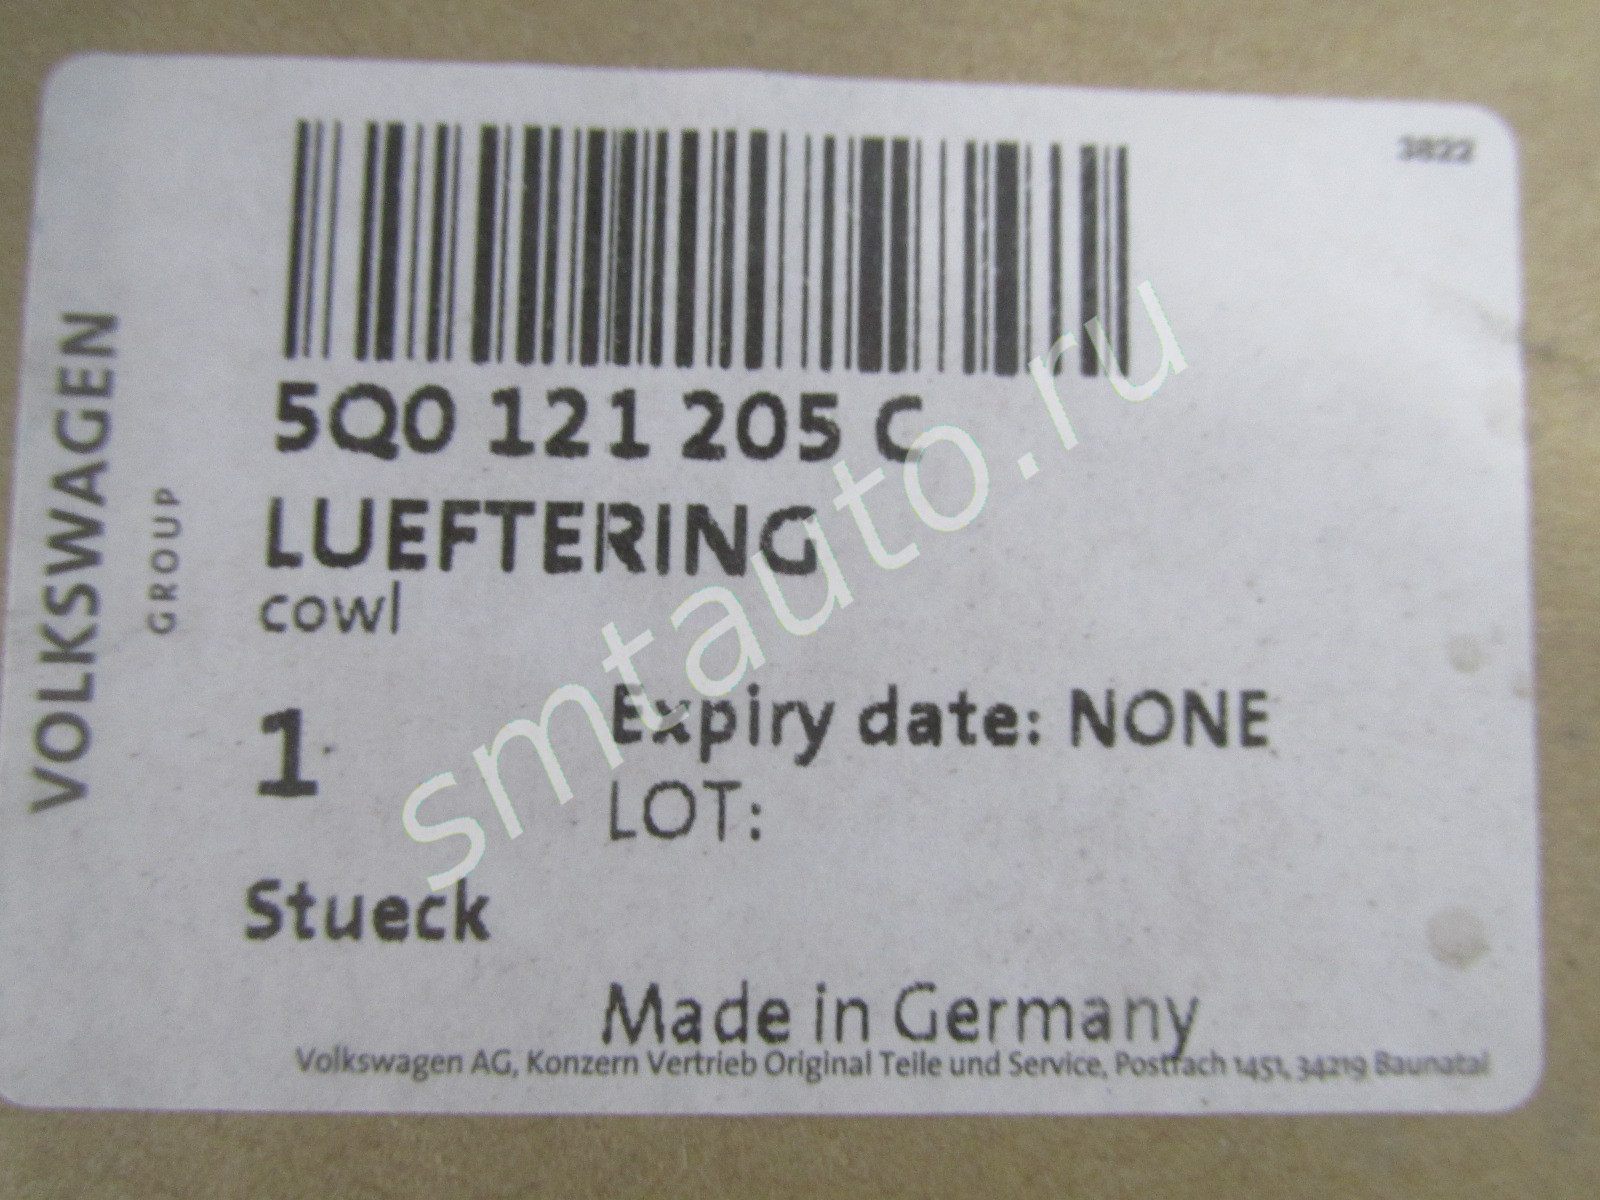 3822
VOLKSWAGEN
GROUP
5Q0 121 205 C
LUEFTERING
cowl
1
Expiry date: NONE
LOT:
Stueck
Made in Germany
Volkswagen AG, Konzern Vertrieb Original Teile und Service, Postfach 1451, 34219 Baunatal
smtauto.ru